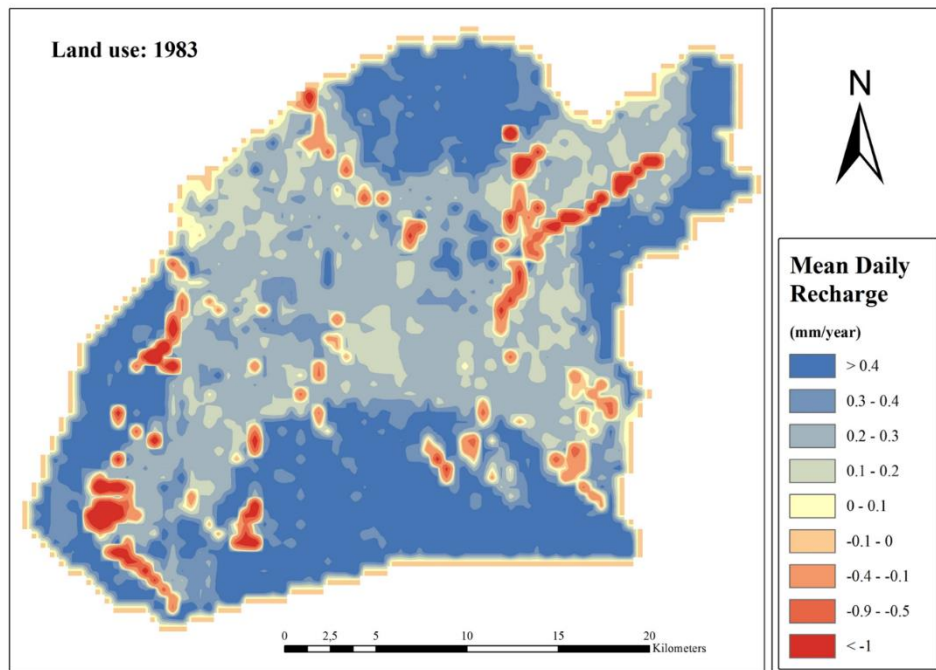 Land use: 1983
N
Mean Daily
Recharge
(mm/year)
> 0.4
0.3 - 0.4
0.2 - 0.3
0.1 - 0.2
0 - 0.1
-0.1 - 0
-0.4 - -0.1
-0.9 - -0.5
< -1
0 2,5 5 10 15 20
Kilometers